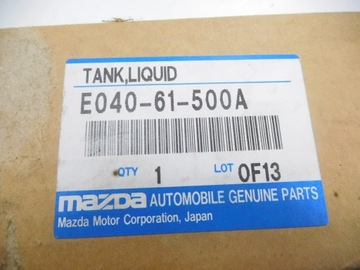 TANK,LIQUID
E040-61-500A
QTY 1 LOT 0F13
mazda AUTOMOBILE GENUINE PARTS
Mazda Motor Corporation, Japan